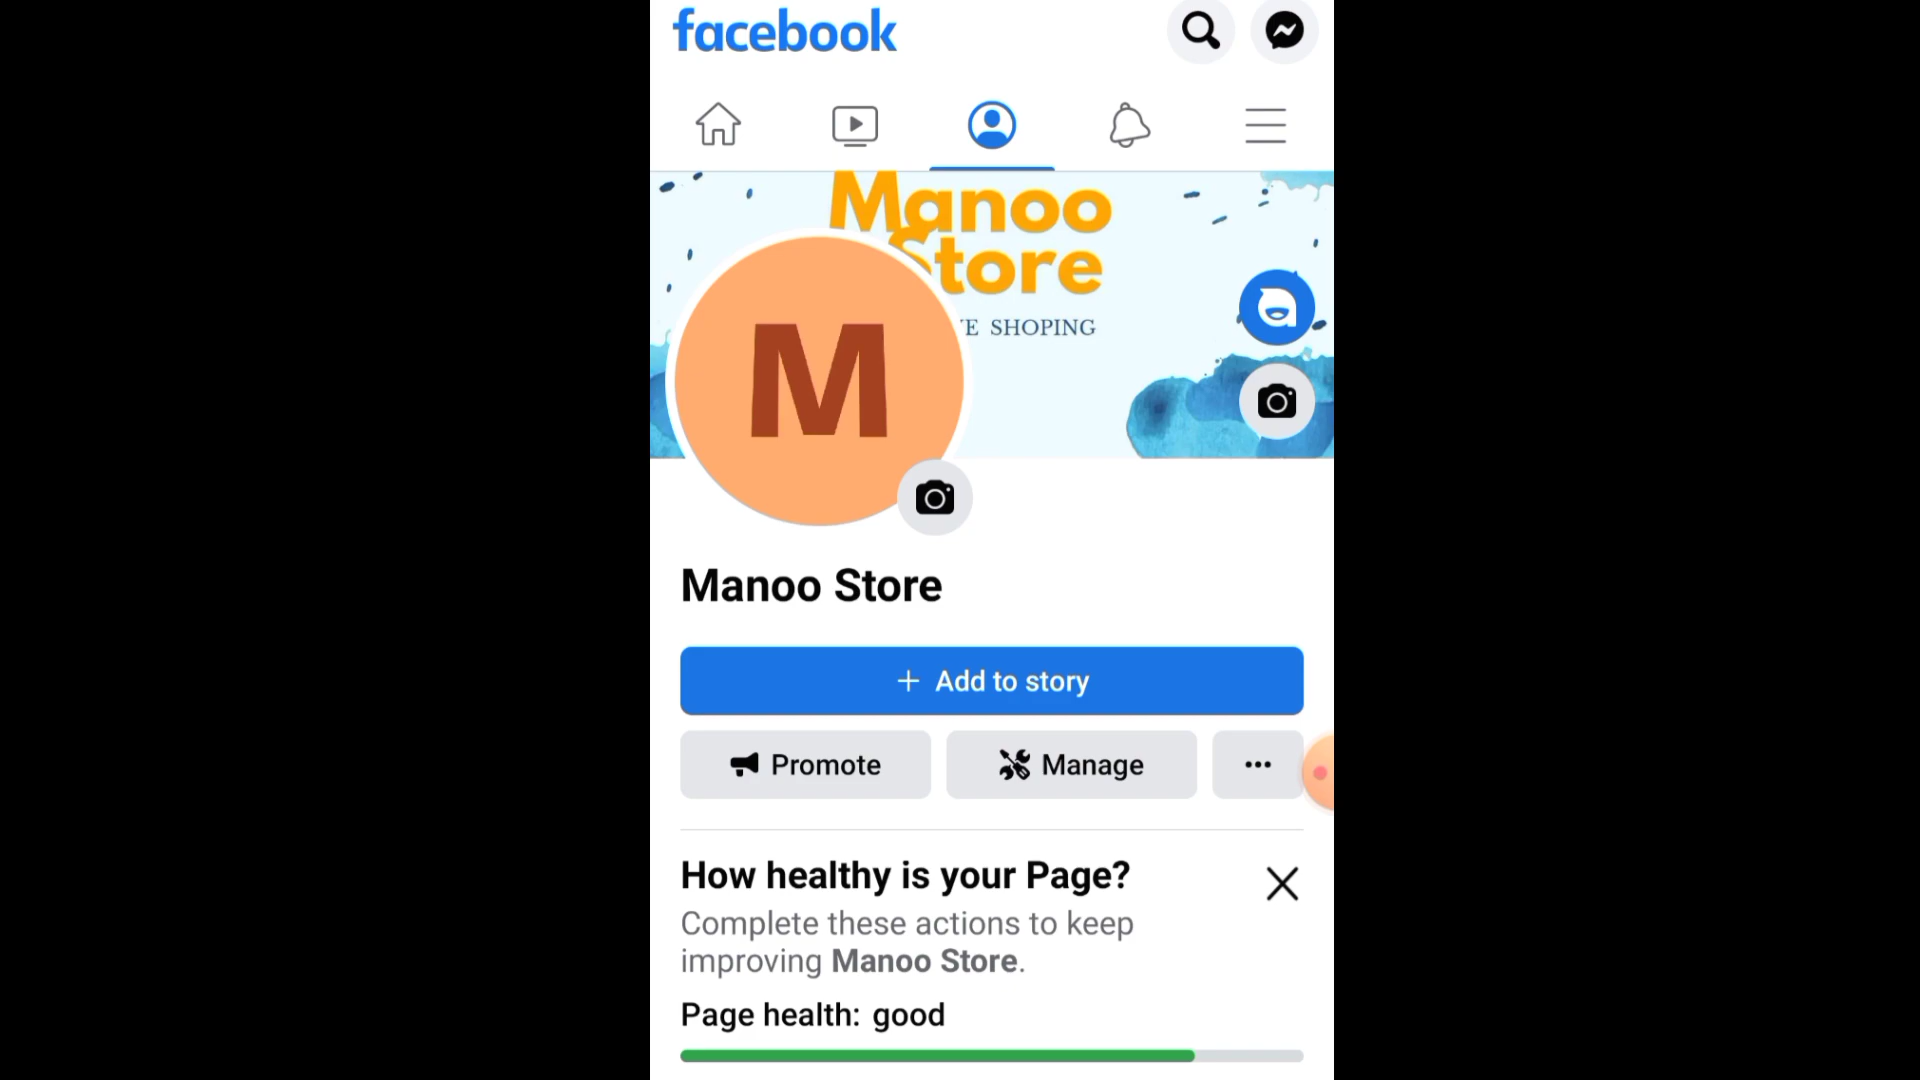 facebook
Manoo
Store
SHOPING
M
Manoo Store
+ Add to story
Promote
Manage
How healthy is your Page?
Complete these actions to keep
improving Manoo Store.
Page health: good